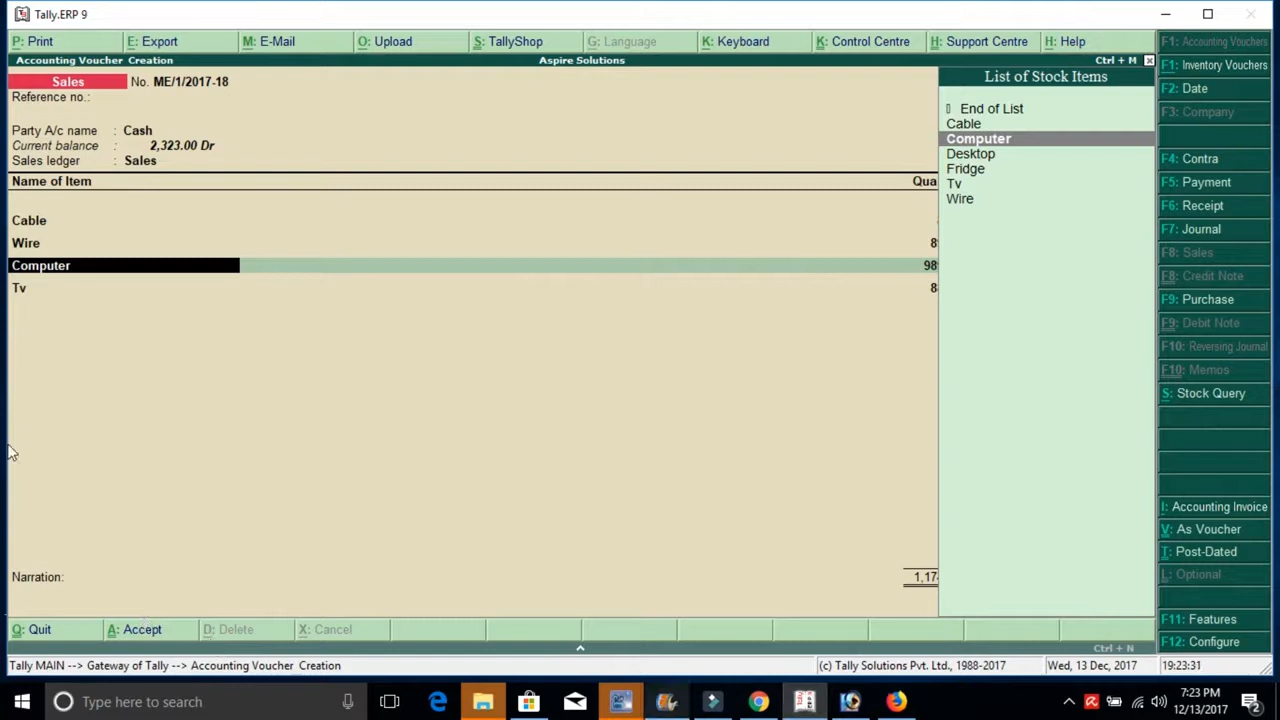 Tally.ERP 9
P: Print E: Export M: E-Mail O: Upload S: TallyShop G: Language K: Keyboard K: Control Centre H: Support Centre H: Help
Accounting Voucher Creation Aspire Solutions Ctrl + M
Sales No. ME/1/2017-18
Reference no.:
Party A/c name : Cash
Current balance : 2,323.00 Dr
Sales ledger : Sales
Name of Item Qua
Cable
Wire 8
Computer 98
Tv 8
Narration: 1,17
List of Stock Items
End of List
Cable
Computer
Desktop
Fridge
Tv
Wire
F1: Accounting Vouchers
F1: Inventory Vouchers
F2: Date
F3: Company
F4: Contra
F5: Payment
F6: Receipt
F7: Journal
F8: Sales
F8: Credit Note
F9: Purchase
F9: Debit Note
F10: Reversing Journal
F10: Memos
S: Stock Query
I: Accounting Invoice
V: As Voucher
T: Post-Dated
L: Optional
F11: Features
F12: Configure
Q: Quit A: Accept D: Delete X: Cancel
Ctrl + N
Tally MAIN --> Gateway of Tally --> Accounting Voucher Creation (c) Tally Solutions Pvt. Ltd., 1988-2017 Wed, 13 Dec, 2017 19:23:31
Type here to search 7:23 PM
12/13/2017 2